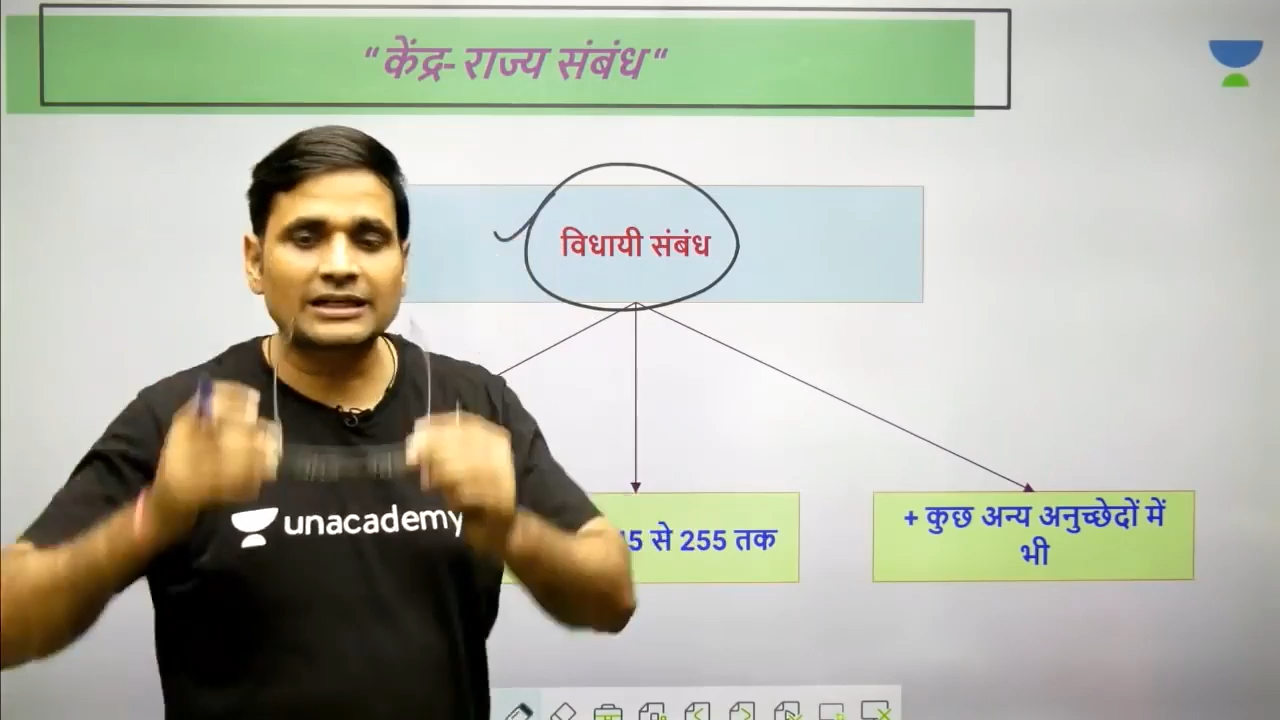 “केंद्र- राज्य संबंध“
विधायी संबंध
5 से 255 तक
+ कुछ अन्य अनुच्छेदों में
भी
unacademy